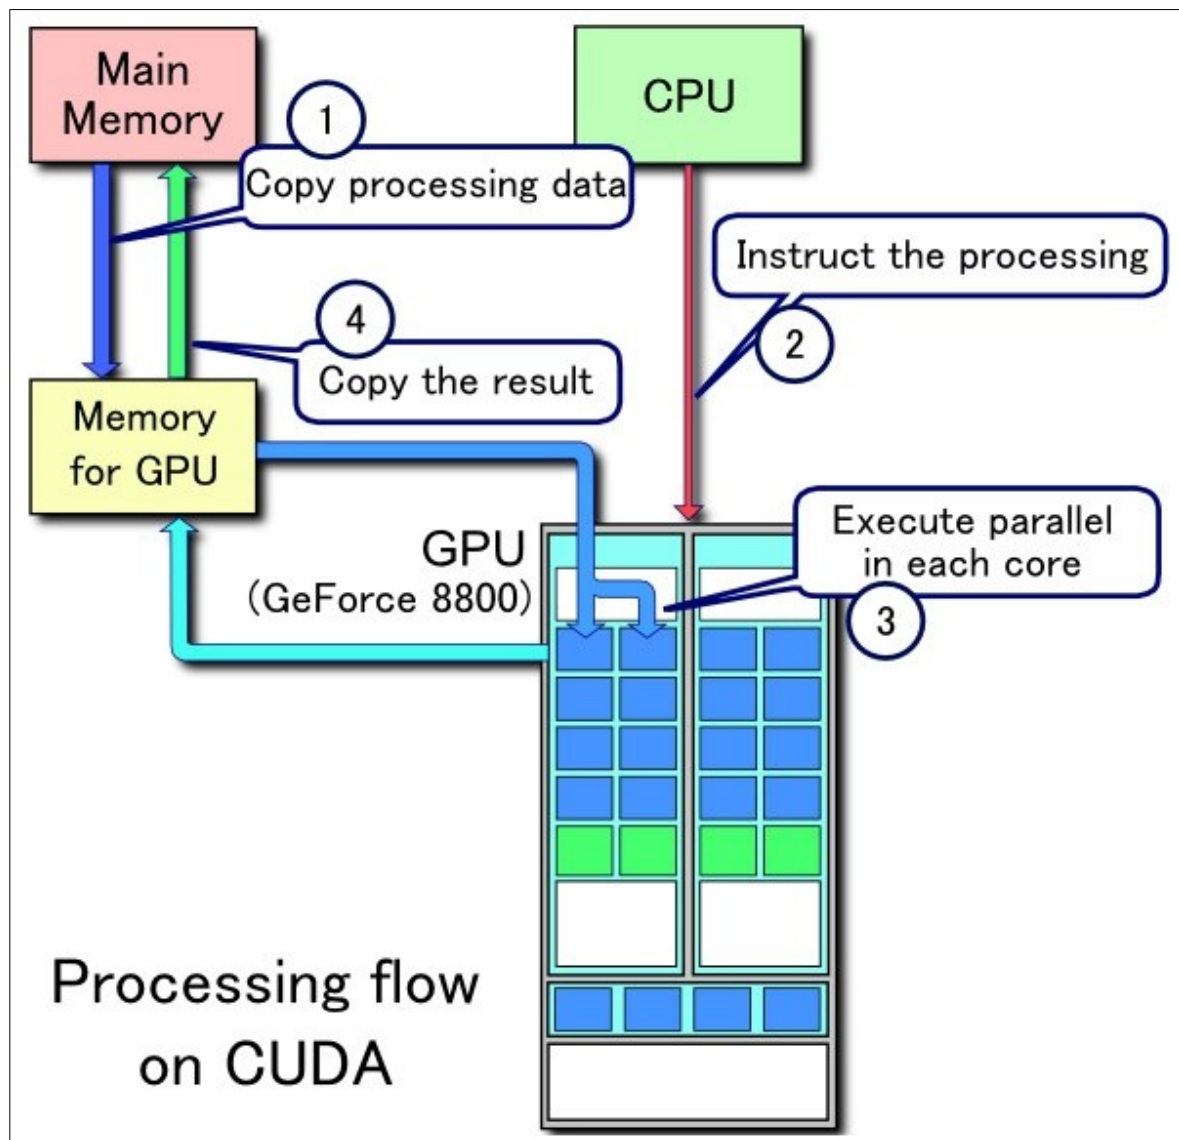 Main
Memory
CPU
1
Copy processing data
Instruct the processing
2
4
Copy the result
Memory
for GPU
GPU
(GeForce 8800)
Execute parallel
in each core
3
Processing flow
on CUDA